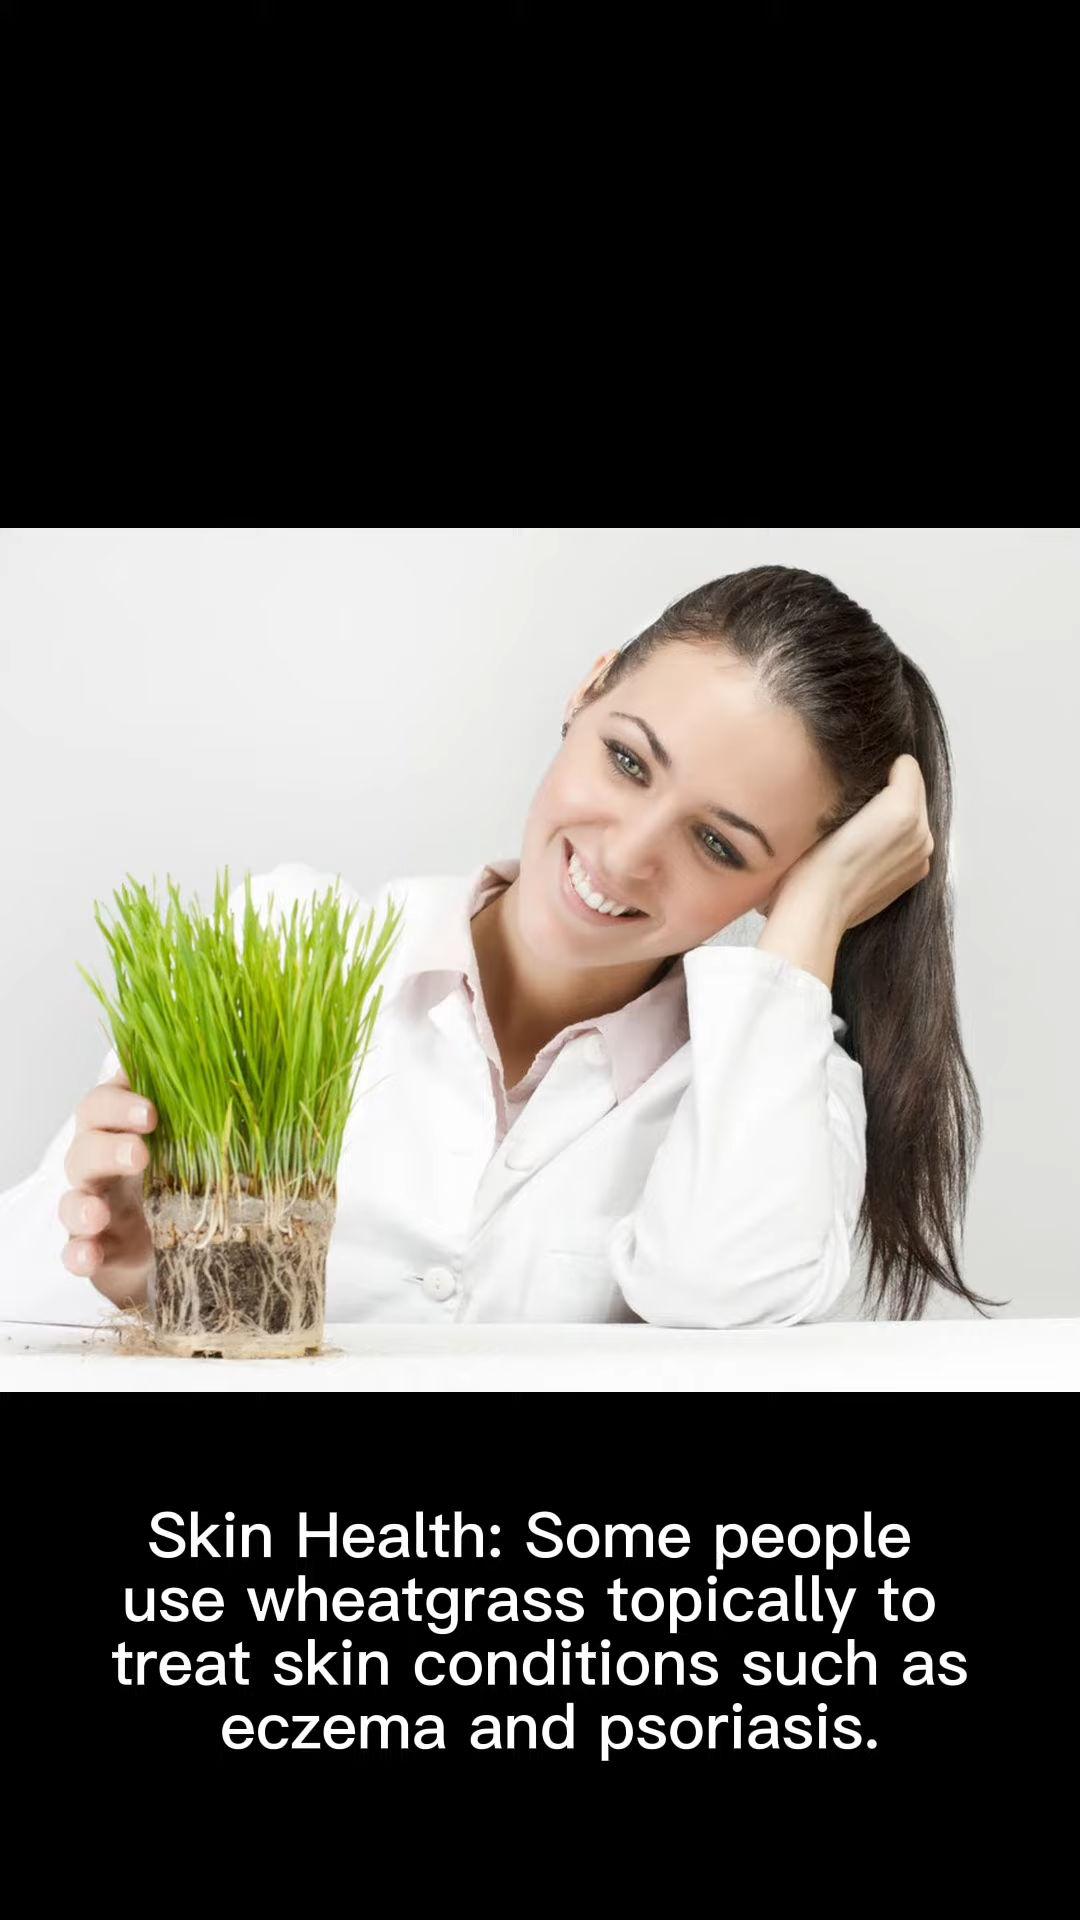 Skin Health: Some people
use wheatgrass topically to
treat skin conditions such as
eczema and psoriasis.